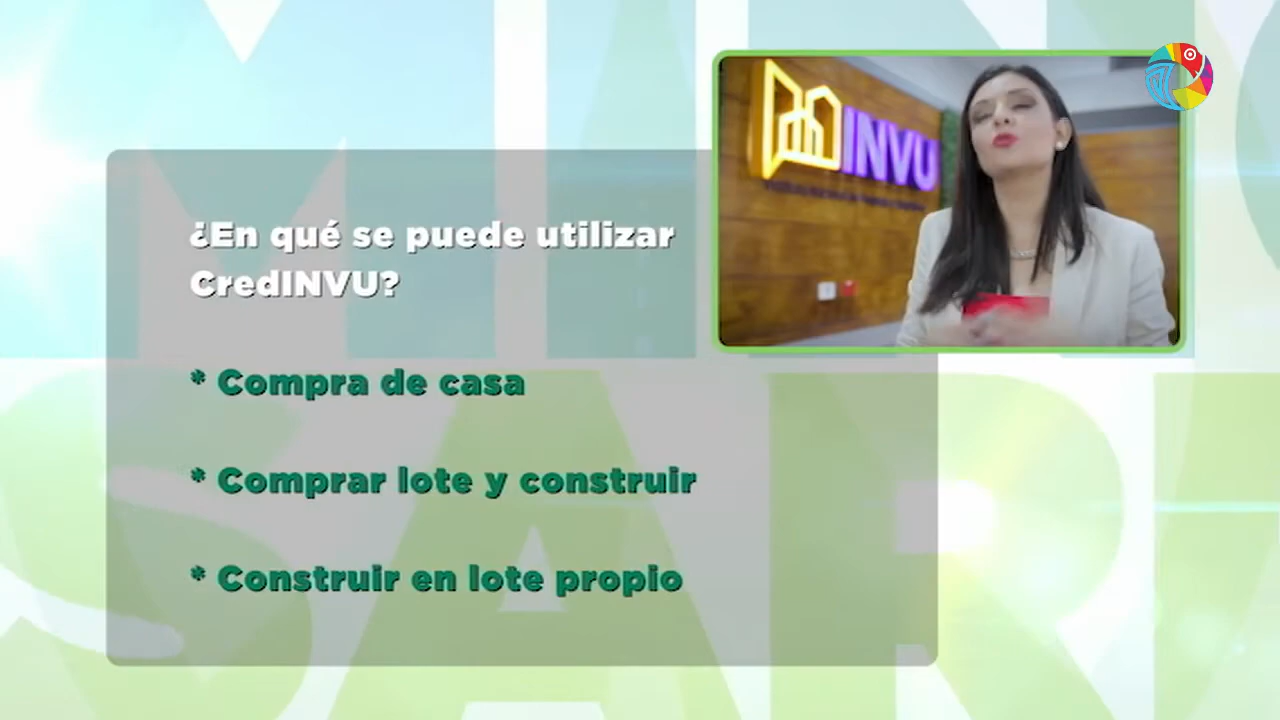 ¿En qué se puede utilizar
CredINVU?
* Compra de casa
* Comprar lote y construir
* Construir en lote propio
INVU